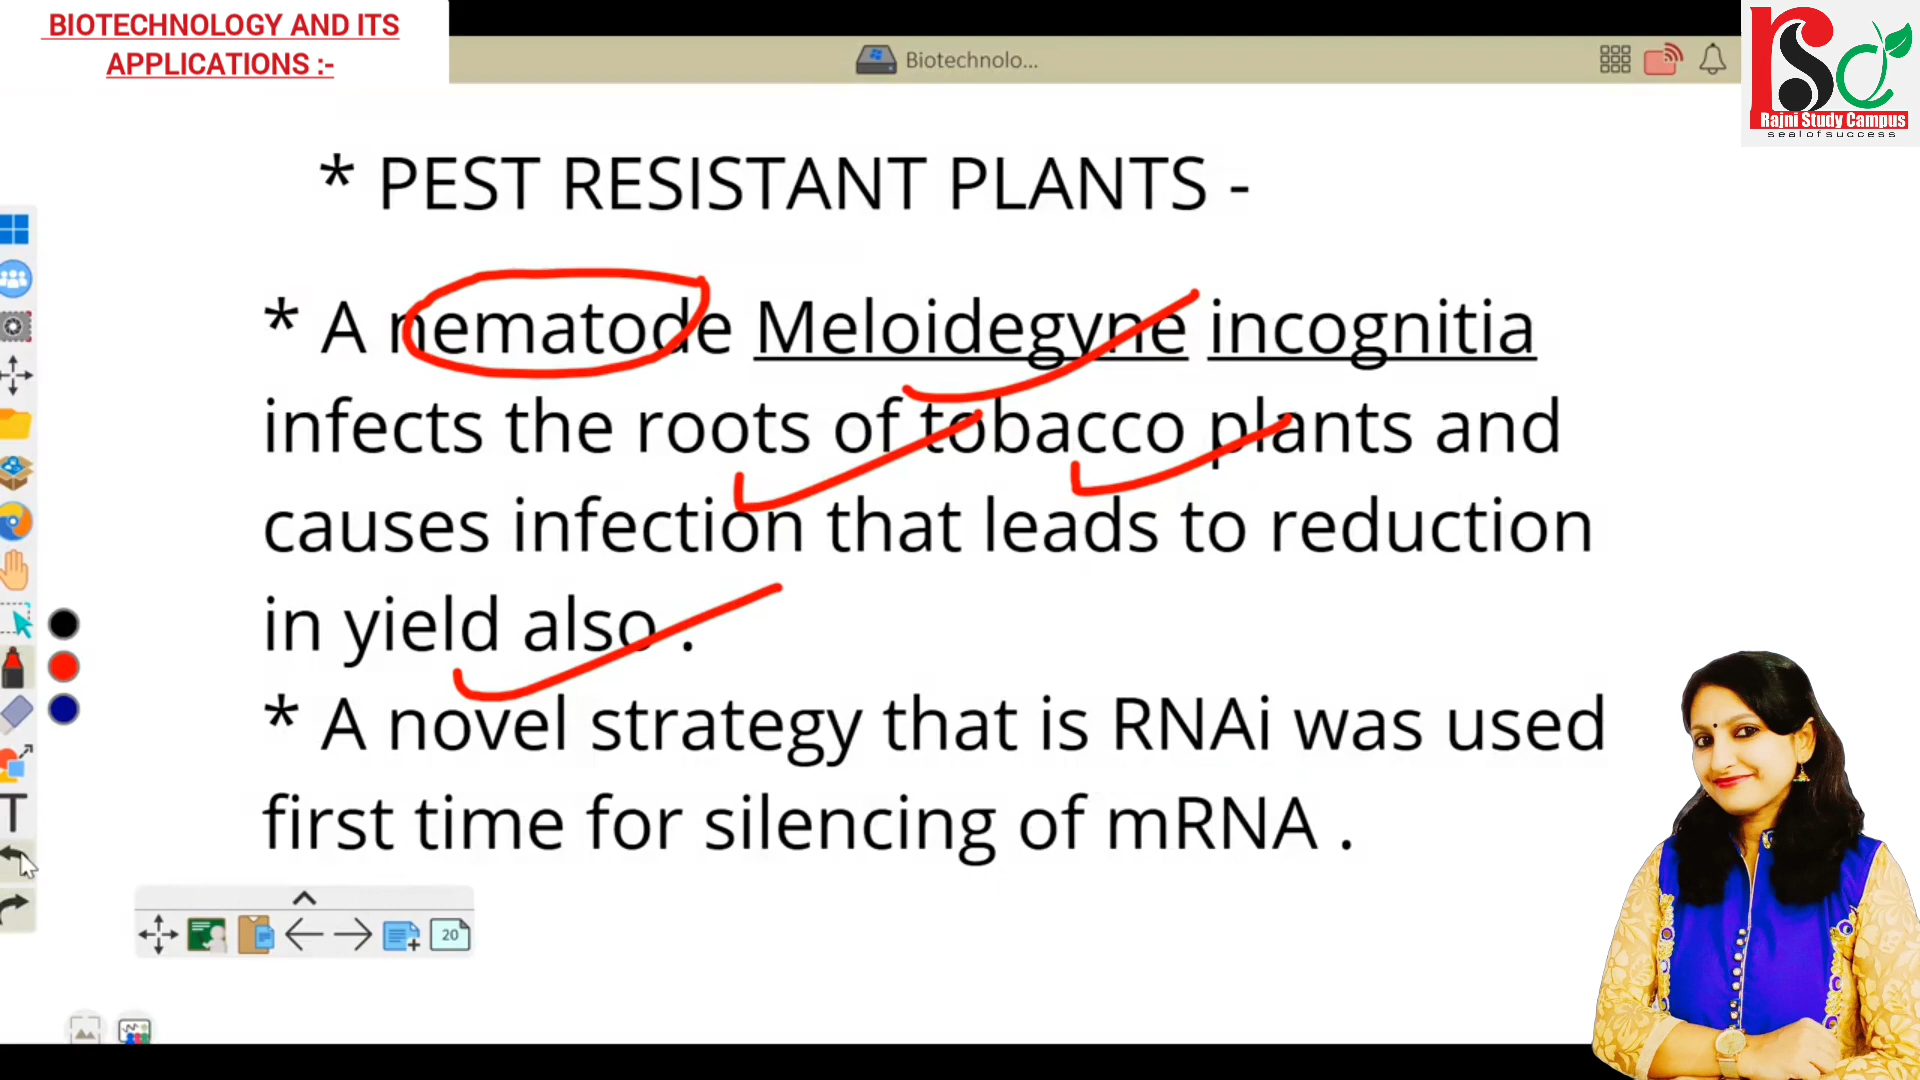 BIOTECHNOLOGY AND ITS
APPLICATIONS :-
Biotechnolo...
Rajni Study Campus
seal of success
* PEST RESISTANT PLANTS -
* A nematode Meloidegyne incognitia
infects the roots of tobacco plants and
causes infection that leads to reduction
in yield also .
* A novel strategy that is RNAi was used
first time for silencing of mRNA .
T
20